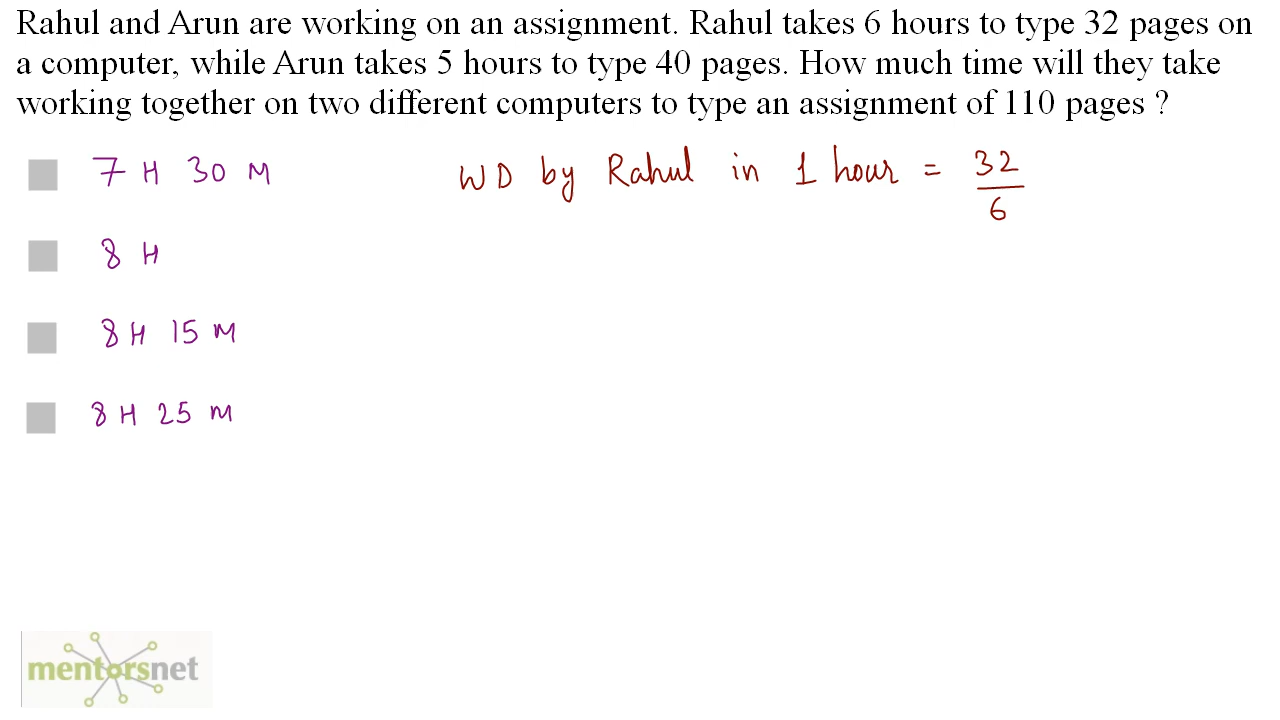 Rahul and Arun are working on an assignment. Rahul takes 6 hours to type 32 pages on
a computer, while Arun takes 5 hours to type 40 pages. How much time will they take
working together on two different computers to type an assignment of 110 pages ?
7 H 30 M
WD by Rahul in 1 hour = 32/6
8 H
8 H 15 M
8 H 25 M
mentorsnet